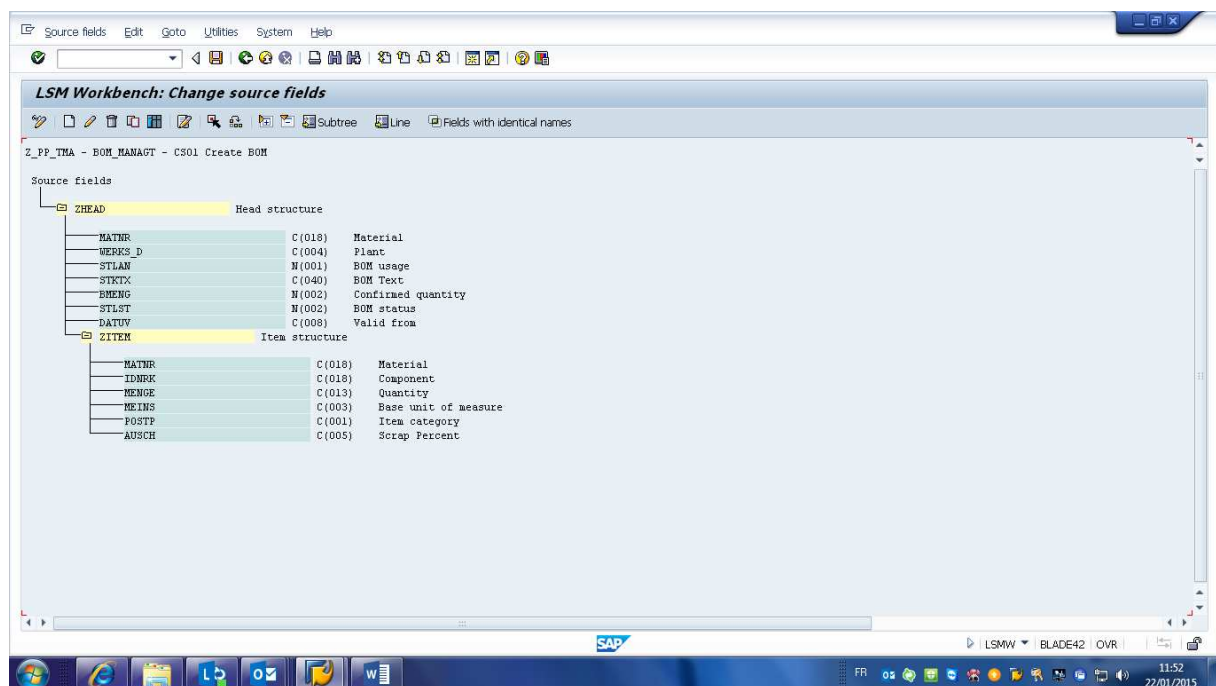 Source fields Edit Goto Utilities System Help
LSM Workbench: Change source fields
Subtree Line Fields with identical names
Z_PP_TMA - BOM_MANAGT - CS01 Create BOM
Source fields
ZHEAD Head structure
MATNR C(018) Material
WERKS_D C(004) Plant
STLAN N(001) BOM usage
STKTX C(040) BOM Text
BMENG N(002) Confirmed quantity
STLST N(002) BOM status
DATUV C(008) Valid from
ZITEM Item structure
MATNR C(018) Material
IDNRK C(018) Component
MENGE C(013) Quantity
MEINS C(003) Base unit of measure
POSTP C(001) Item category
AUSCH C(005) Scrap Percent
SAP
LSMW BLADE42 OVR
FR 11:52
22/01/2015